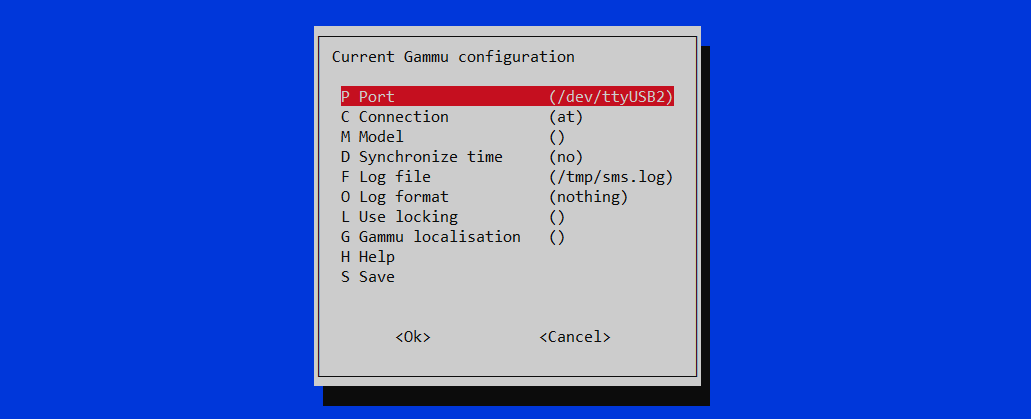 Current Gammu configuration
P Port (/dev/ttyUSB2)
C Connection (at)
M Model ()
D Synchronize time (no)
F Log file (/tmp/sms.log)
O Log format (nothing)
L Use locking ()
G Gammu localisation ()
H Help
S Save
<Ok> <Cancel>